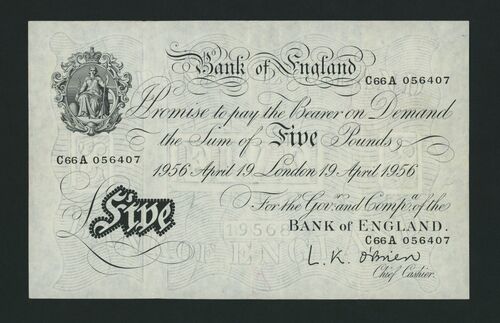 Bank of England
C66A 056407
I Promise to pay the Bearer on Demand
the Sum of Five Pounds
C66A 056407
1956 April 19 London 19 April 1956
For the Govr. and Compa. of the
£ Five
BANK of ENGLAND.
C66A 056407
L. K. O'Brien
Chief Cashier.